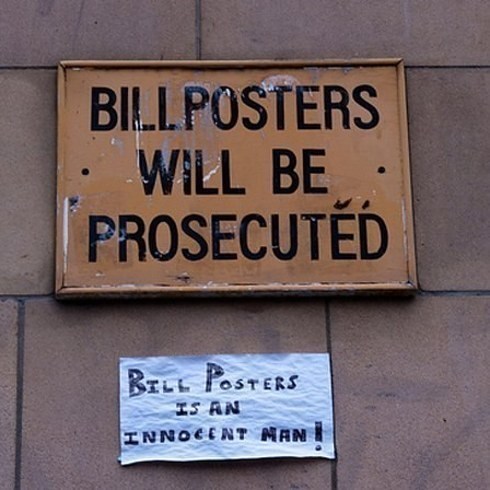 BILLPOSTERS
· WILL BE ·
PROSECUTED
BILL POSTERS
IS AN
INNOCENT MAN!